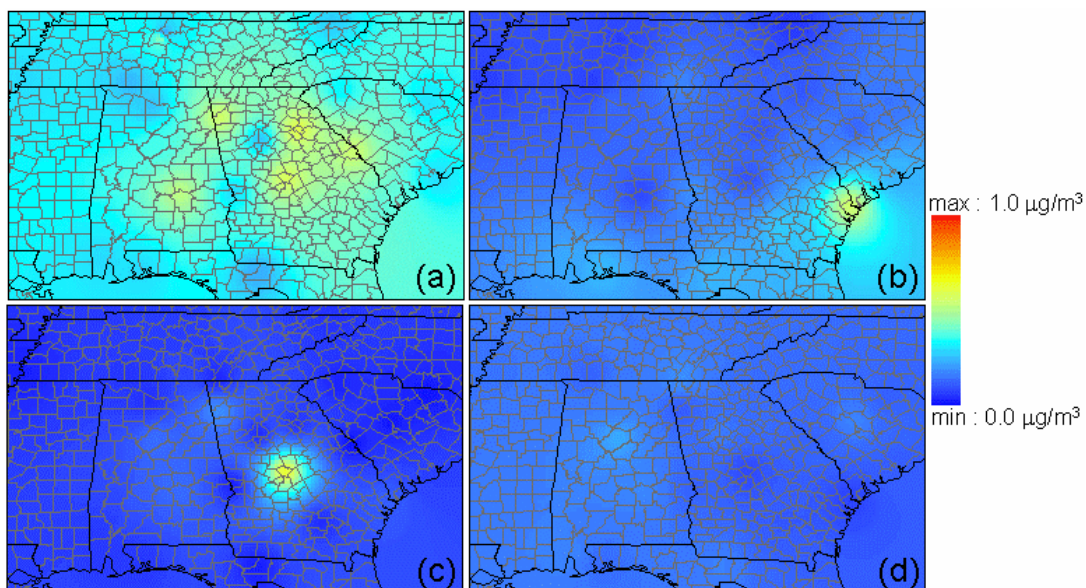 (a)
(b)
max : 1.0 μg/m³
min : 0.0 μg/m³
(c)
(d)